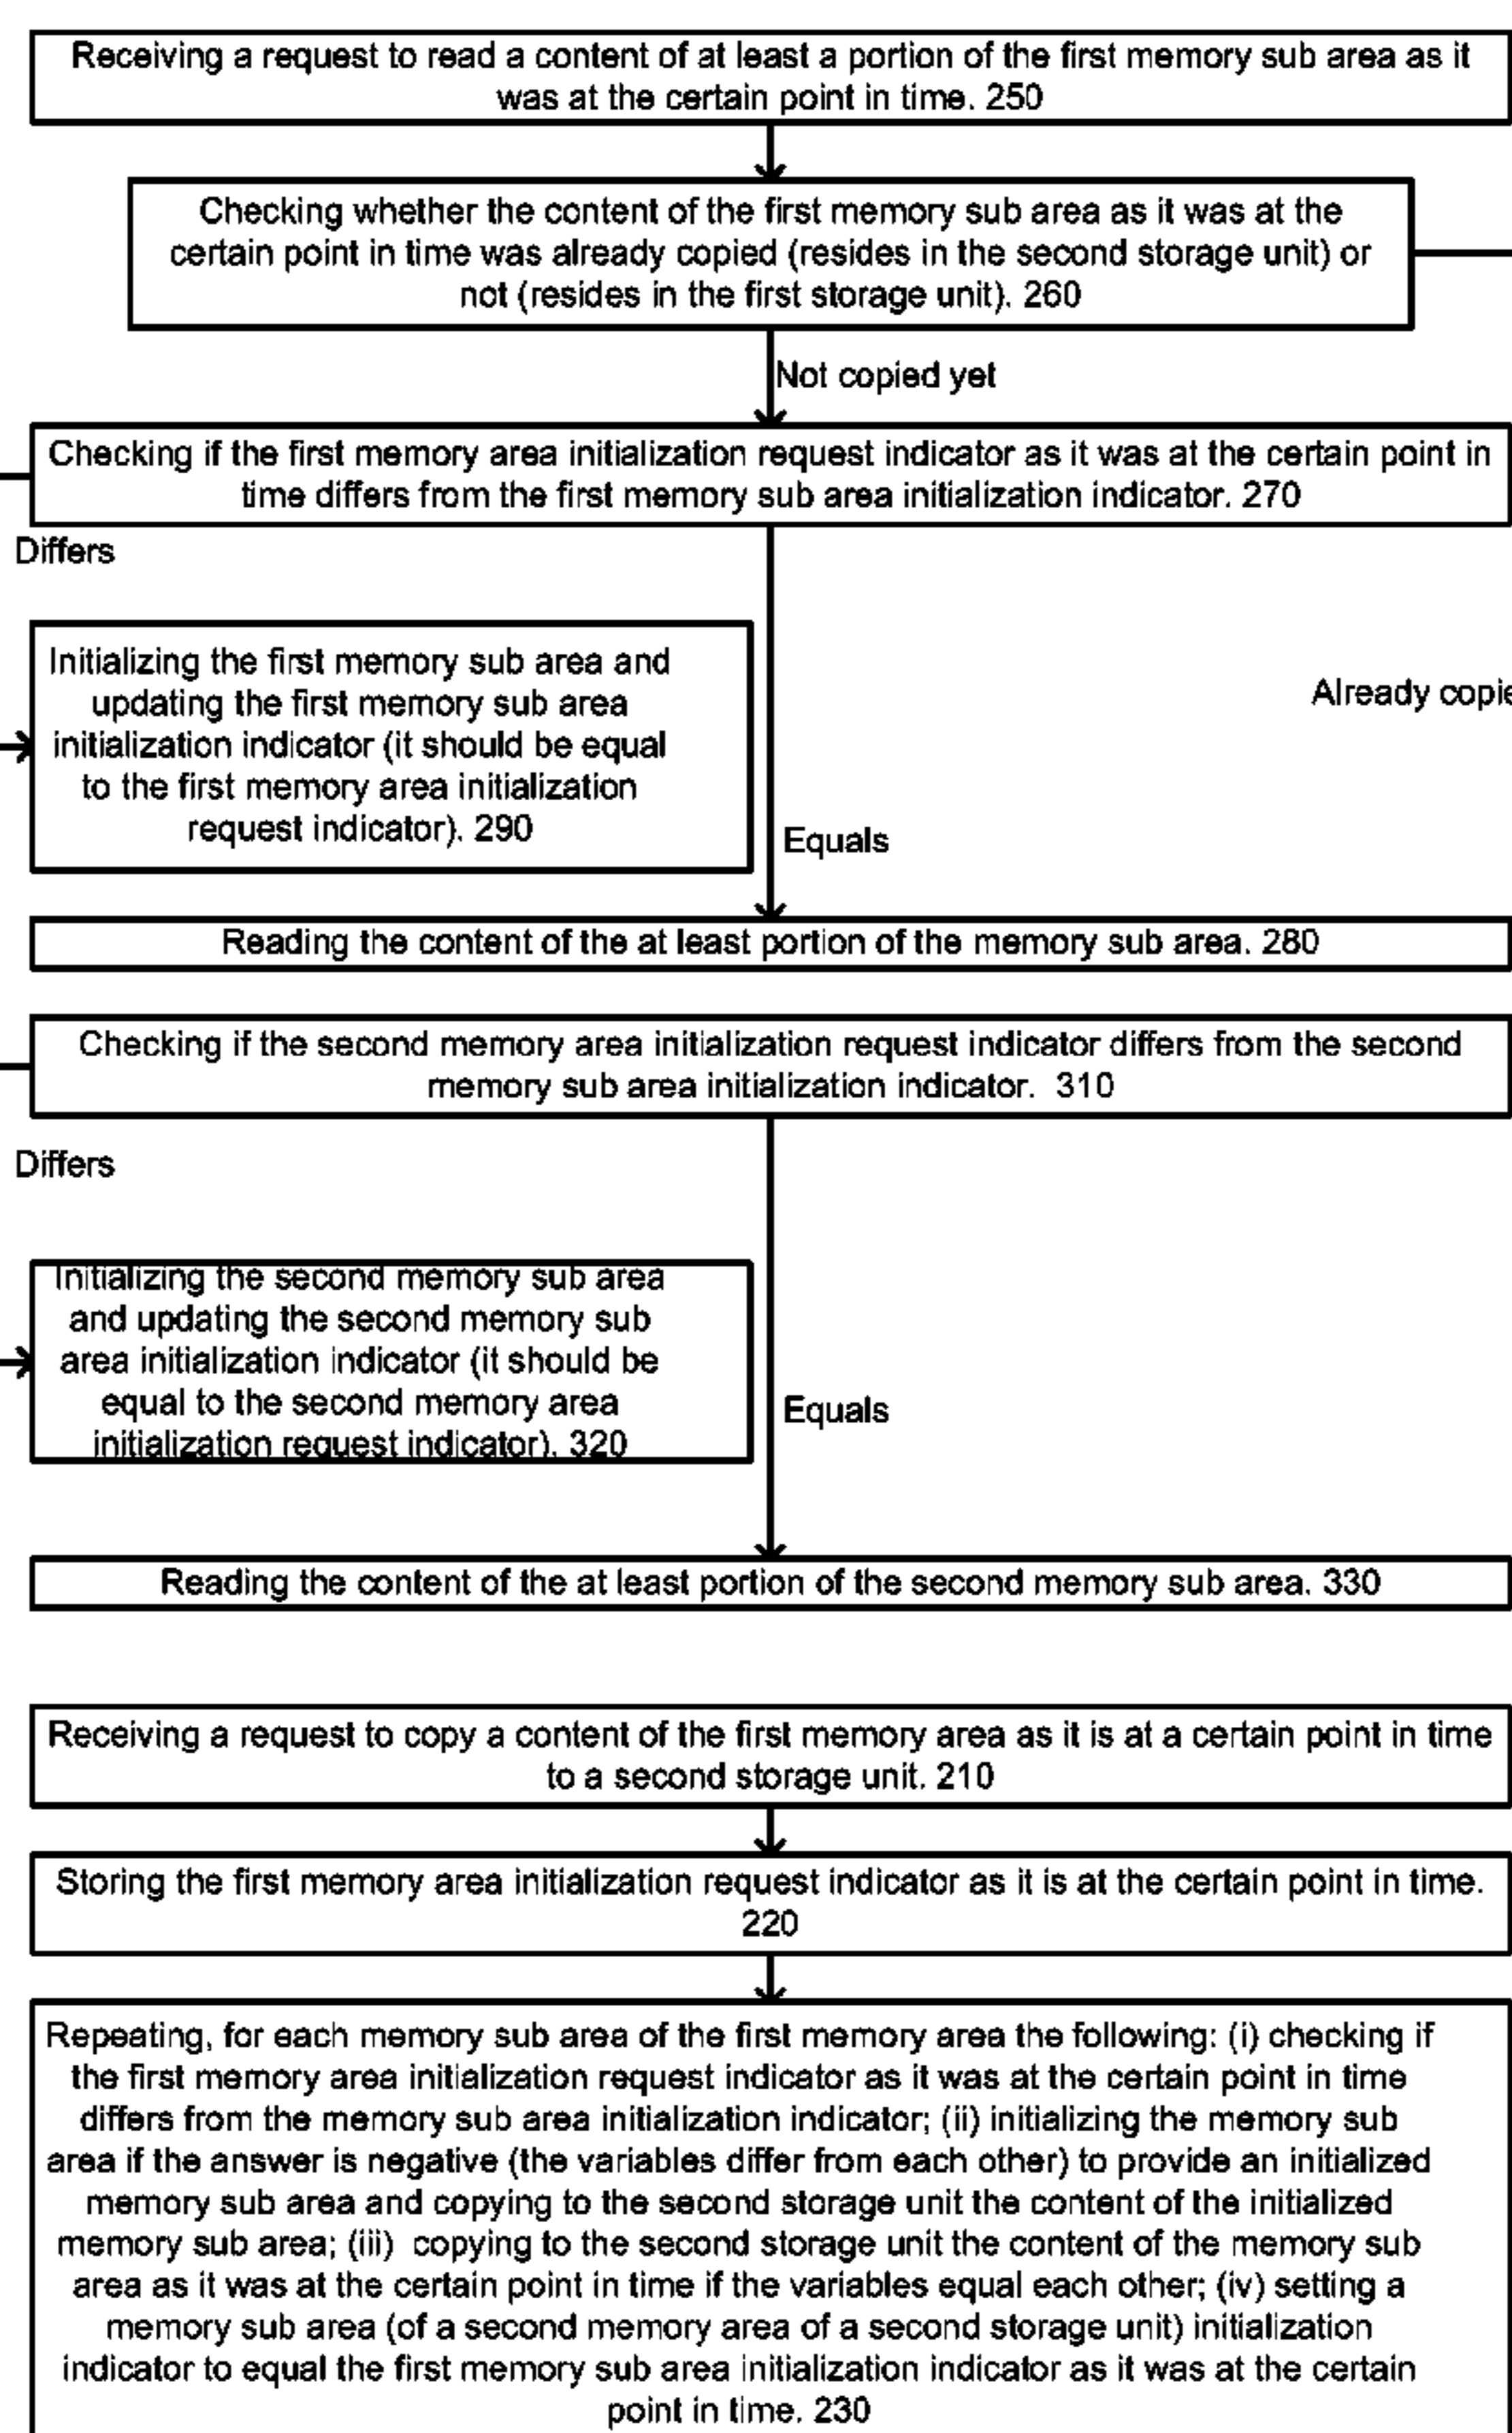 Receiving a request to read a content of at least a portion of the first memory sub area as it
was at the certain point in time. 250
Checking whether the content of the first memory sub area as it was at the
certain point in time was already copied (resides in the second storage unit) or
not (resides in the first storage unit). 260
Not copied yet
Checking if the first memory area initialization request indicator as it was at the certain point in
time differs from the first memory sub area initialization indicator. 270
Differs
Initializing the first memory sub area and
updating the first memory sub area
initialization indicator (it should be equal
to the first memory area initialization
request indicator). 290
Already copie
Equals
Reading the content of the at least portion of the memory sub area. 280
Checking if the second memory area initialization request indicator differs from the second
memory sub area initialization indicator. 310
Differs
Initializing the second memory sub area
and updating the second memory sub
area initialization indicator (it should be
equal to the second memory area
initialization request indicator). 320
Equals
Reading the content of the at least portion of the second memory sub area. 330
Receiving a request to copy a content of the first memory area as it is at a certain point in time
to a second storage unit. 210
Storing the first memory area initialization request indicator as it is at the certain point in time.
220
Repeating, for each memory sub area of the first memory area the following: (i) checking if
the first memory area initialization request indicator as it was at the certain point in time
differs from the memory sub area initialization indicator; (ii) initializing the memory sub
area if the answer is negative (the variables differ from each other) to provide an initialized
memory sub area and copying to the second storage unit the content of the initialized
memory sub area; (iii) copying to the second storage unit the content of the memory sub
area as it was at the certain point in time if the variables equal each other; (iv) setting a
memory sub area (of a second memory area of a second storage unit) initialization
indicator to equal the first memory sub area initialization indicator as it was at the certain
point in time. 230